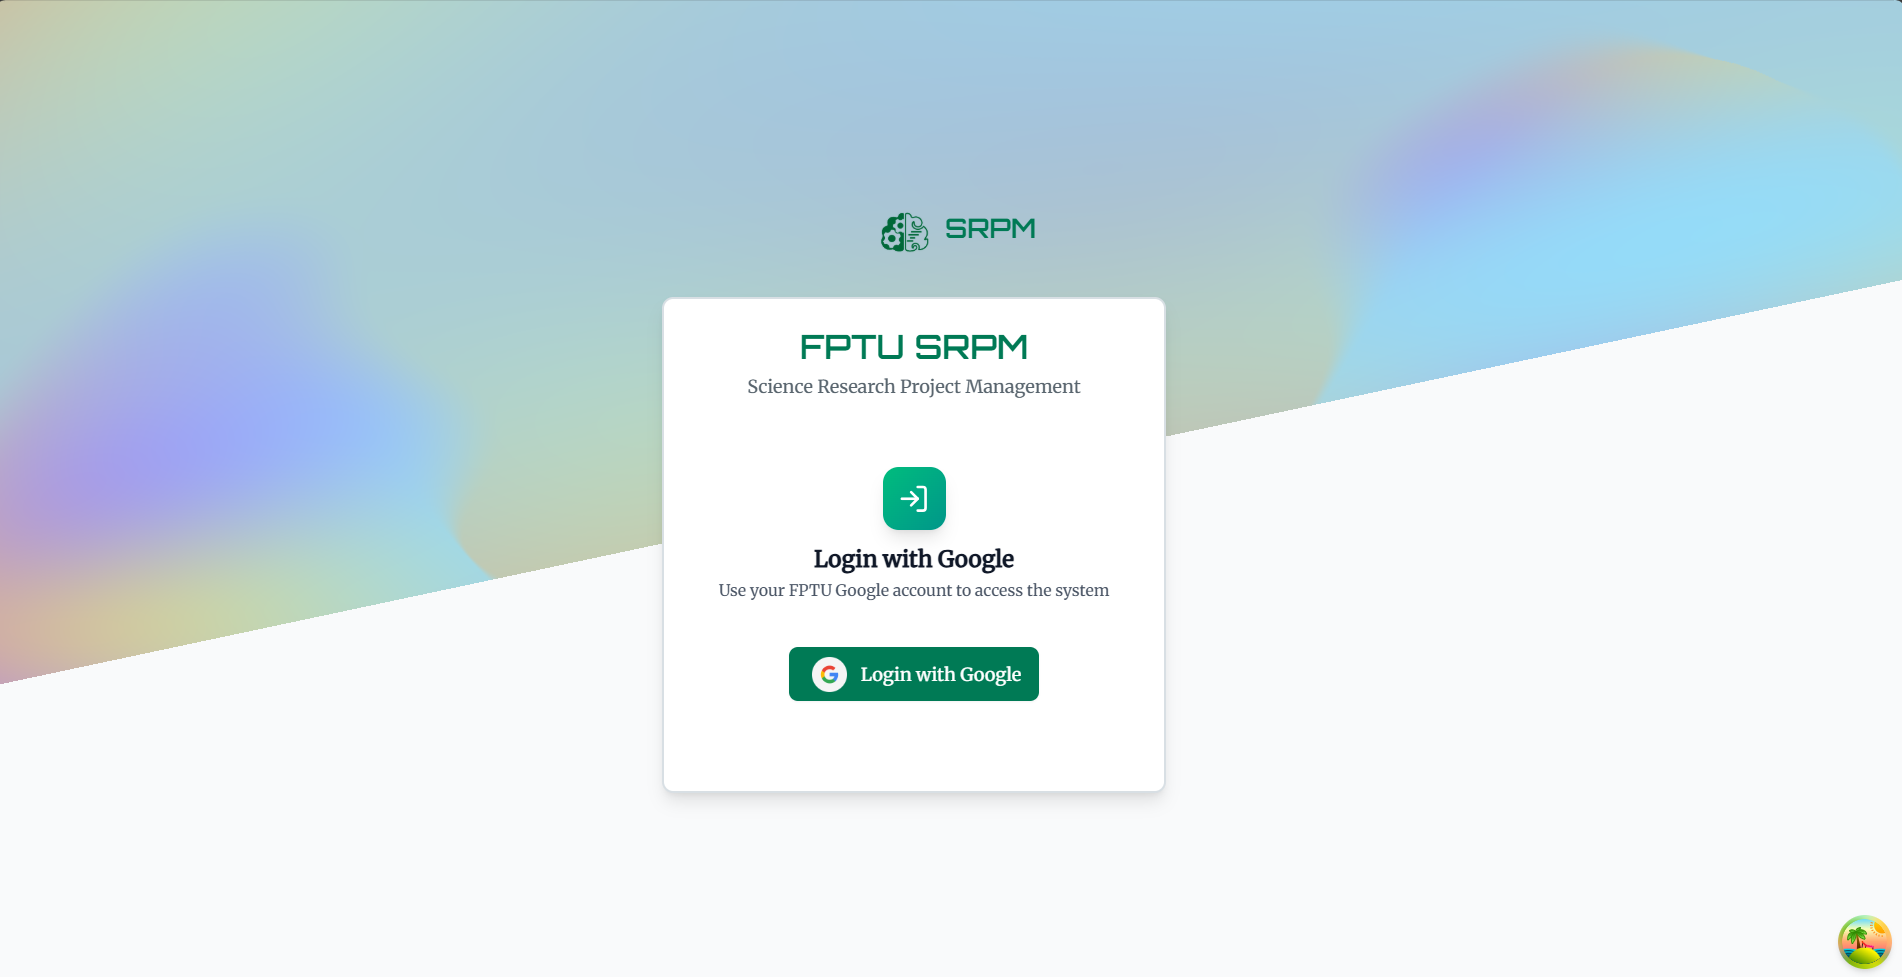 SRPM
FPTU SRPM
Science Research Project Management
Login with Google
Use your FPTU Google account to access the system
Login with Google